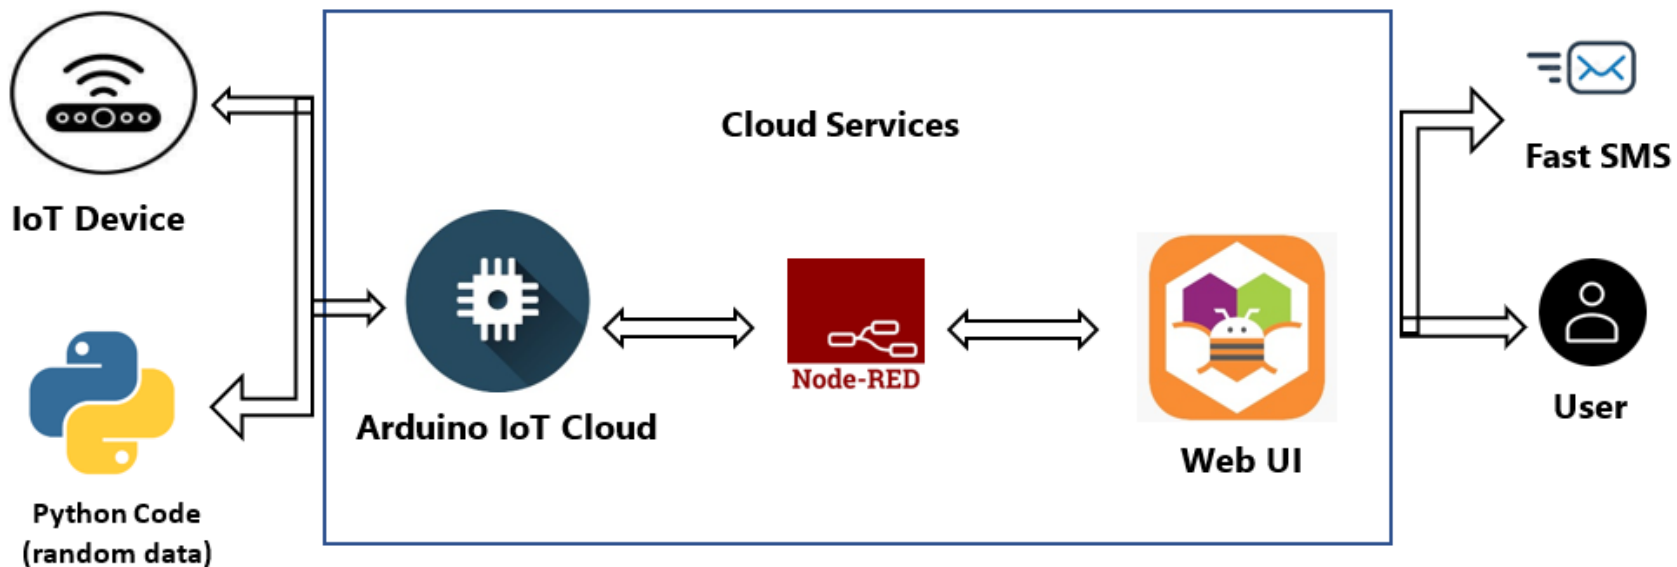 IoT Device
Python Code
(random data)
Cloud Services
Arduino IoT Cloud
Node-RED
Web UI
Fast SMS
User